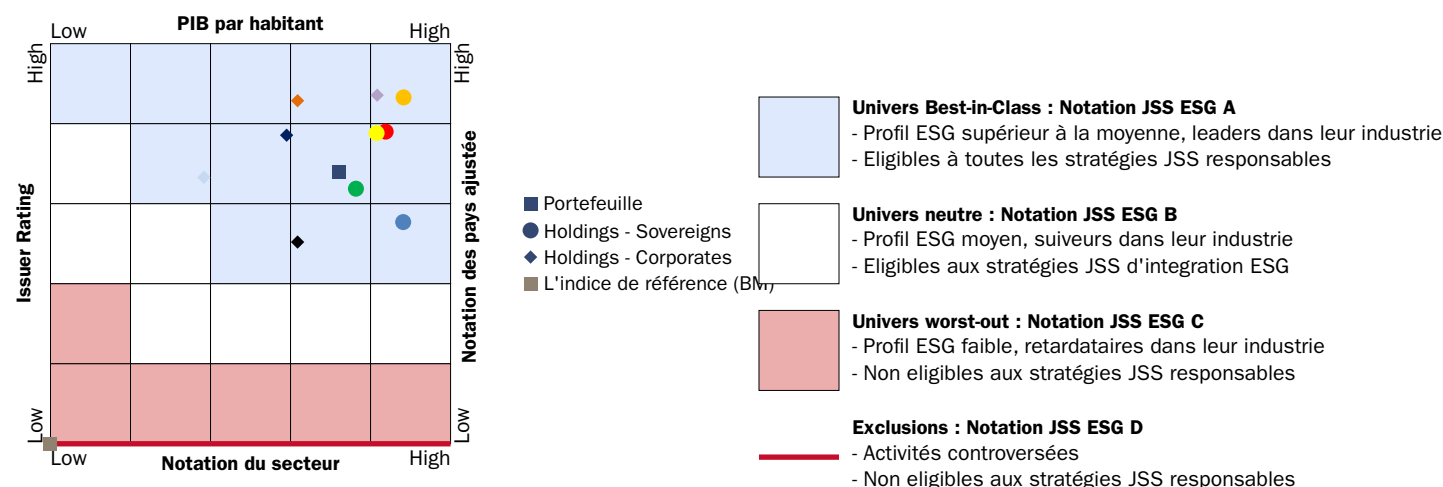 PIB par habitant
Low
High
High
High
Issuer Rating
Notation des pays ajustée
Low
Low
Low
High
Notation du secteur
Portefeuille
Holdings - Sovereigns
Holdings - Corporates
L'indice de référence (BM)
Univers Best-in-Class : Notation JSS ESG A
- Profil ESG supérieur à la moyenne, leaders dans leur industrie
- Eligibles à toutes les stratégies JSS responsables
Univers neutre : Notation JSS ESG B
- Profil ESG moyen, suiveurs dans leur industrie
- Eligibles aux stratégies JSS d'integration ESG
Univers worst-out : Notation JSS ESG C
- Profil ESG faible, retardataires dans leur industrie
- Non eligibles aux stratégies JSS responsables
Exclusions : Notation JSS ESG D
- Activités controversées
- Non eligibles aux stratégies JSS responsables